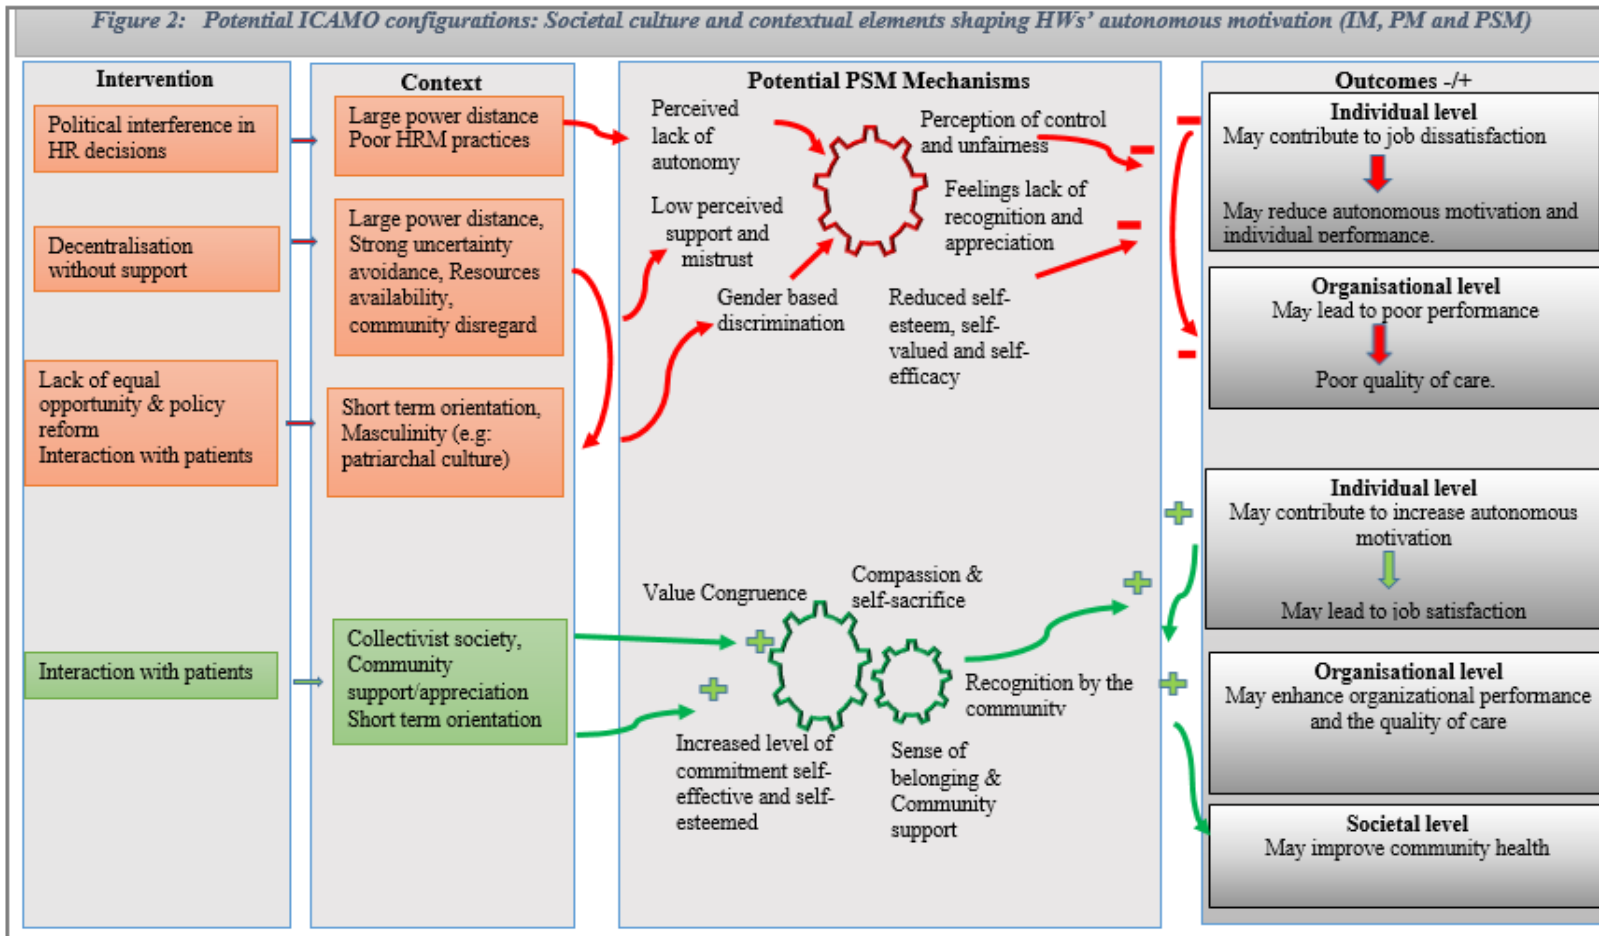 Figure 2: Potential ICAMO configurations: Societal culture and contextual elements shaping HWs' autonomous motivation (IM, PM and PSM)
Intervention
Political interference in
HR decisions
Decentralisation
without support
Lack of equal
opportunity & policy
reform
Interaction with patients
Interaction with patients
Context
Large power distance
Poor HRM practices
Large power distance,
Strong uncertainty
avoidance, Resources
availability,
community disregard
Short term orientation,
Masculinity (e.g:
patriarchal culture)
Collectivist society,
Community
support/appreciation
Short term orientation
Potential PSM Mechanisms
Perceived
lack of
autonomy
Low perceived
support and
mistrust
Gender based
discrimination
Perception of control
and unfairness
Feelings lack of
recognition and
appreciation
Reduced self-
esteem, self-
valued and self-
efficacy
Value Congruence
Compassion &
self-sacrifice
Recognition by the
community
Increased level of
commitment self-
effective and self-
esteemed
Sense of
belonging &
Community
support
Outcomes -/+
Individual level
May contribute to job dissatisfaction
May reduce autonomous motivation and
individual performance.
Organisational level
May lead to poor performance
Poor quality of care.
Individual level
May contribute to increase autonomous
motivation
May lead to job satisfaction
Organisational level
May enhance organizational performance
and the quality of care
Societal level
May improve community health